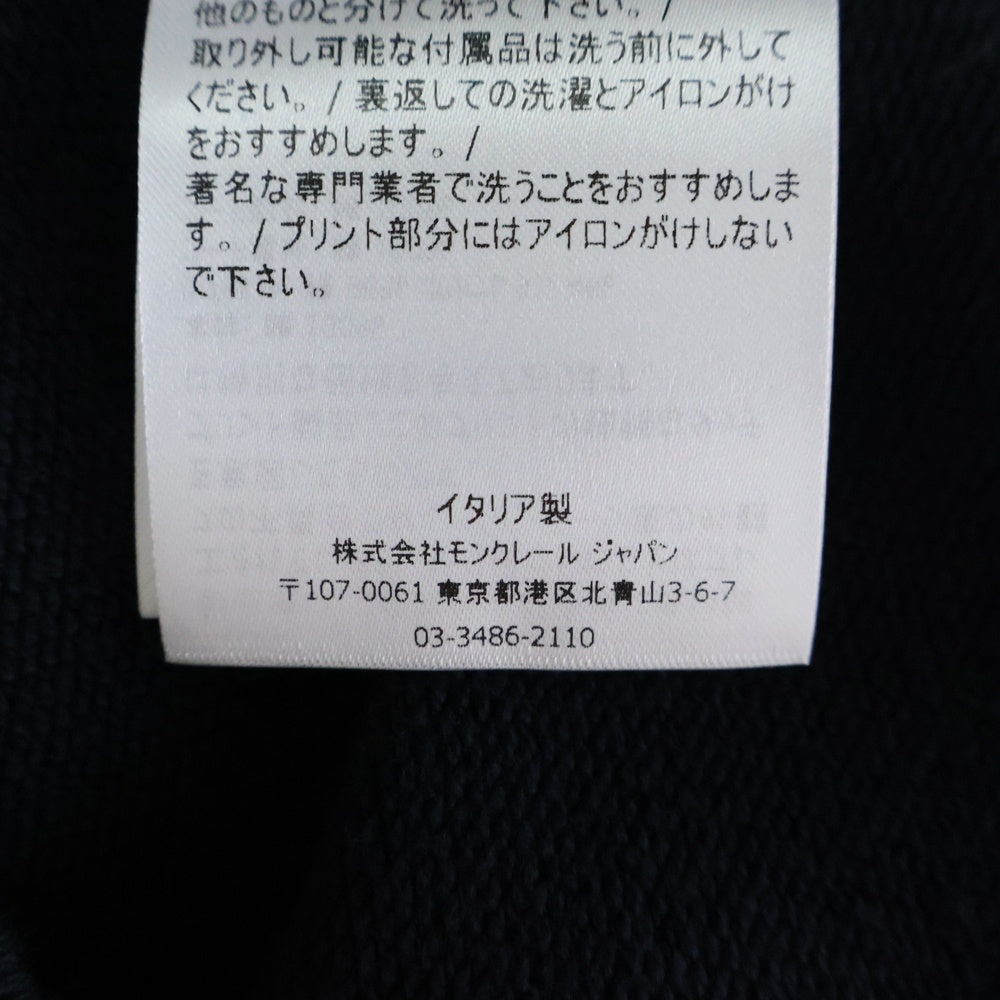 他のものと分けて洗って下さい。/
取り外し可能な付属品は洗う前に外して
ください。/ 裏返しての洗濯とアイロンがけ
をおすすめします。/
著名な専門業者で洗うことをおすすめしま
す。/ プリント部分にはアイロンがけしない
で下さい。
イタリア製
株式会社モンクレール ジャパン
〒107-0061 東京都港区北青山3-6-7
03-3486-2110